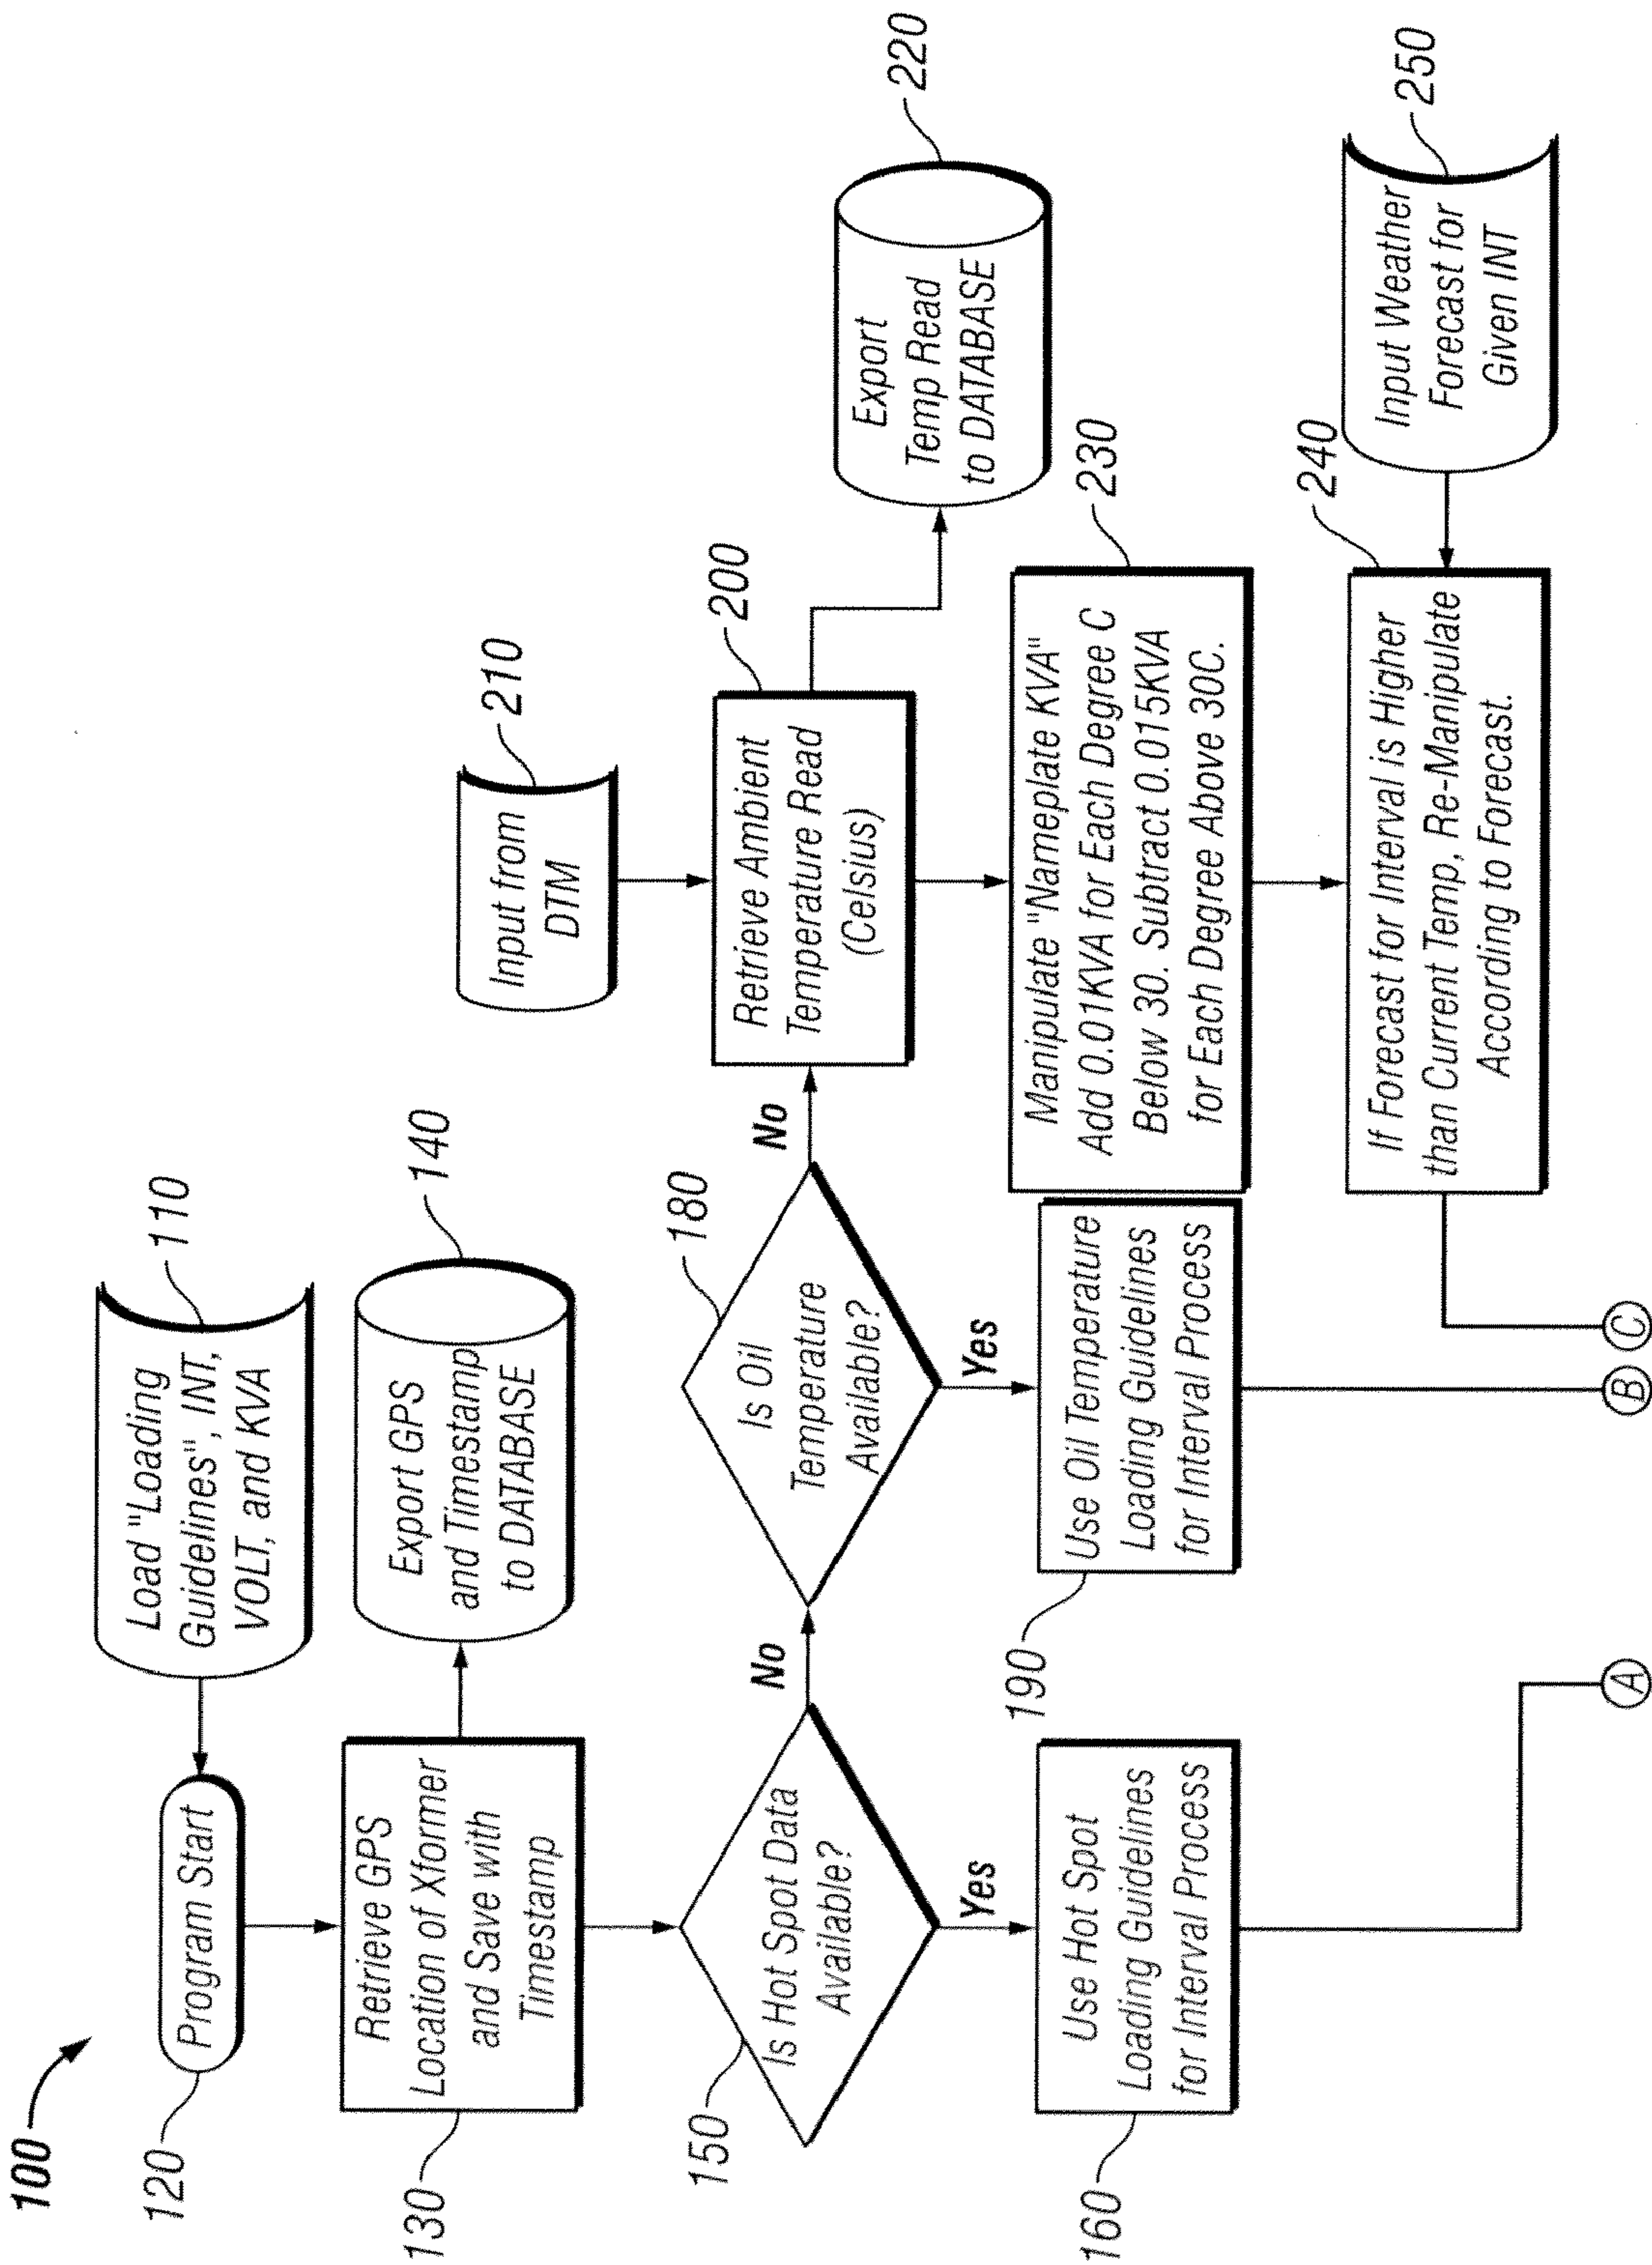 100
120
Program Start
Load "Loading
Guidelines", INT,
VOLT, and KVA
110
130
Retrieve GPS
Location of Xformer
and Save with
Timestamp
Export GPS
and Timestamp
to DATABASE
140
150
Is Hot Spot Data
Available?
No
Yes
160
Use Hot Spot
Loading Guidelines
for Interval Process
A
180
Is Oil
Temperature
Available?
No
Yes
190
Use Oil Temperature
Loading Guidelines
for Interval Process
B
Input from
DTM
210
200
Retrieve Ambient
Temperature Read
(Celsius)
Export
Temp Read
to DATABASE
220
230
Manipulate "Nameplate KVA"
Add 0.01KVA for Each Degree C
Below 30. Subtract 0.015KVA
for Each Degree Above 30C.
240
If Forecast for Interval is Higher
than Current Temp, Re-Manipulate
According to Forecast.
C
Input Weather
Forecast for
Given INT
250